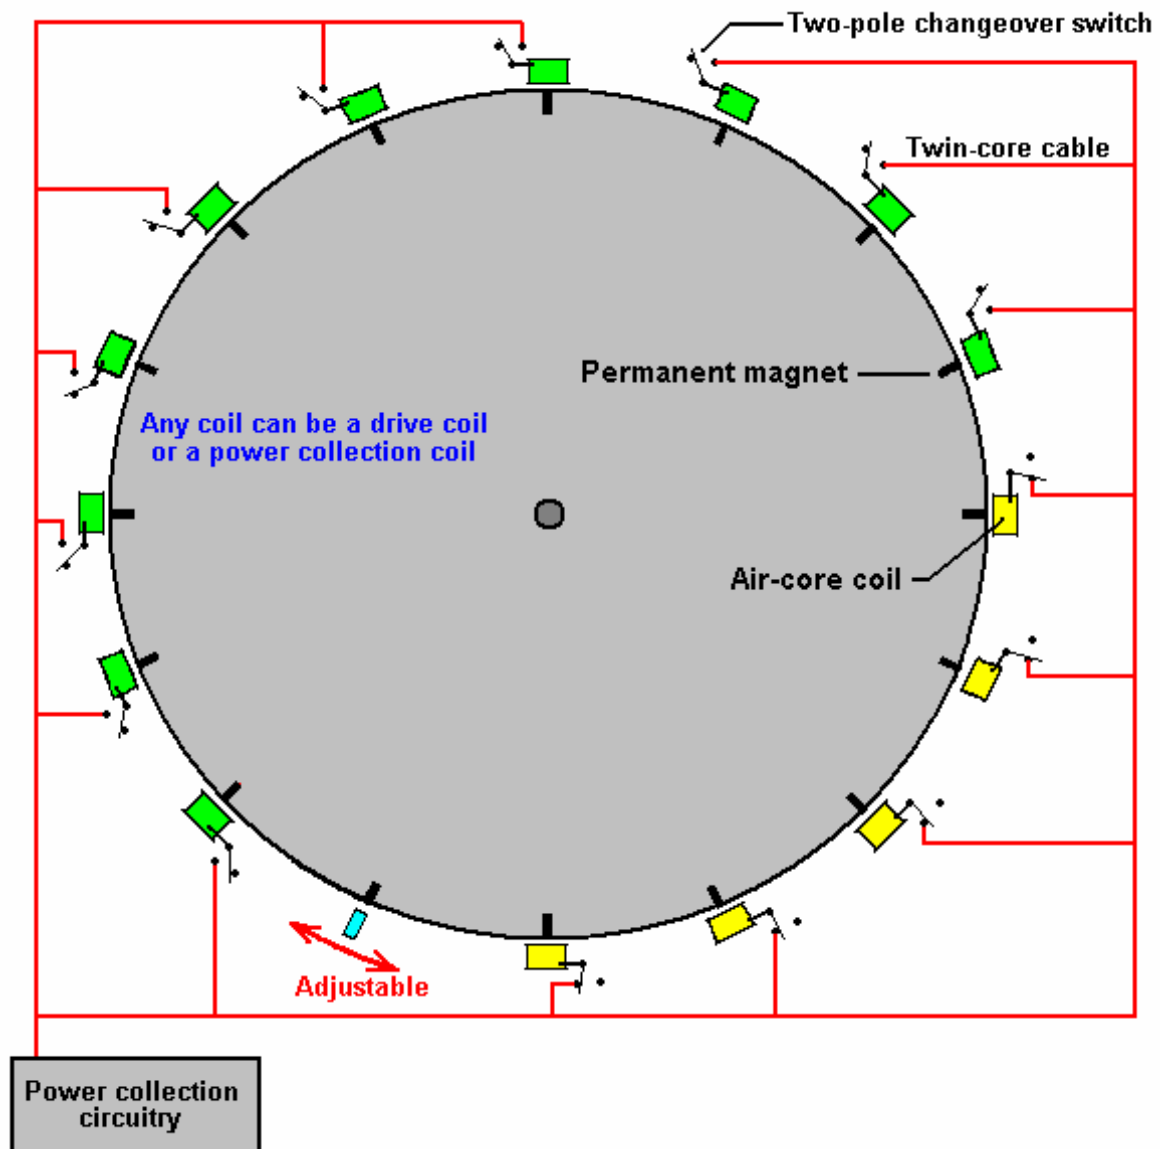 Two-pole changeover switch
Twin-core cable
Permanent magnet
Any coil can be a drive coil
or a power collection coil
Air-core coil
Adjustable
Power collection
circuitry